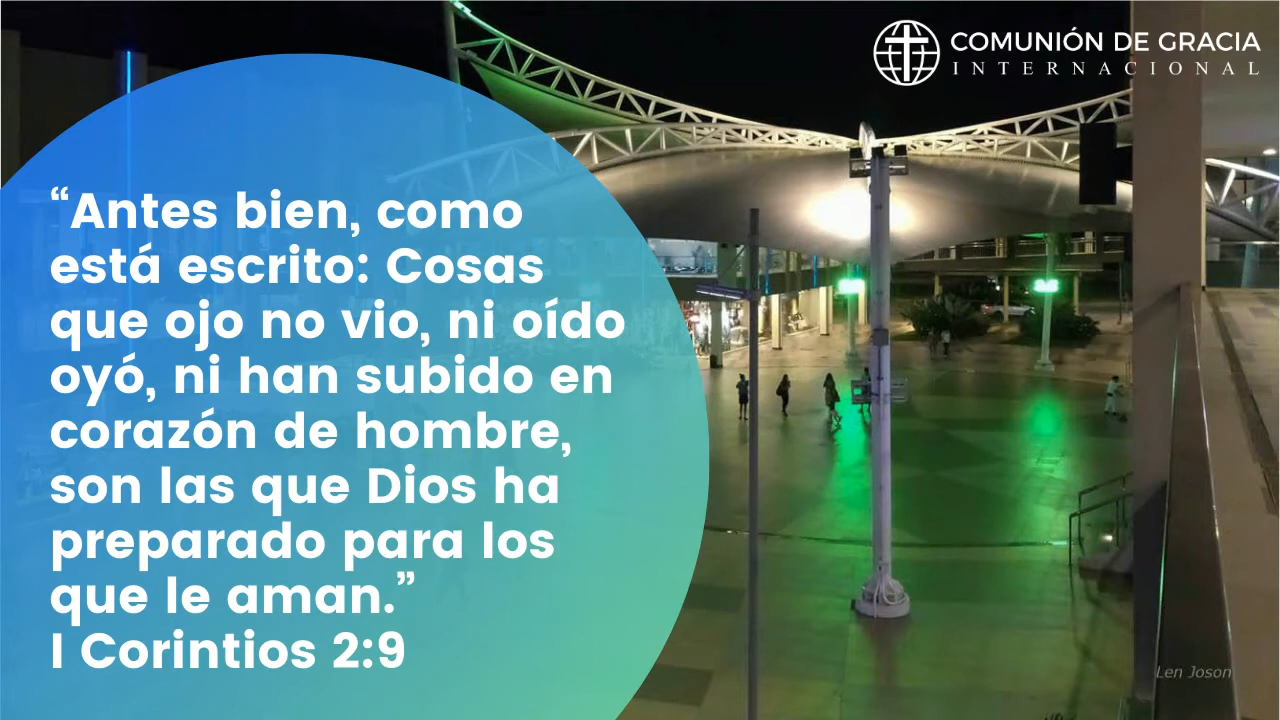 COMUNIÓN DE GRACIA
INTERNACIONAL
“Antes bien, como
está escrito: Cosas
que ojo no vio, ni oído
oyó, ni han subido en
corazón de hombre,
son las que Dios ha
preparado para los
que le aman.”
I Corintios 2:9
Len Joson